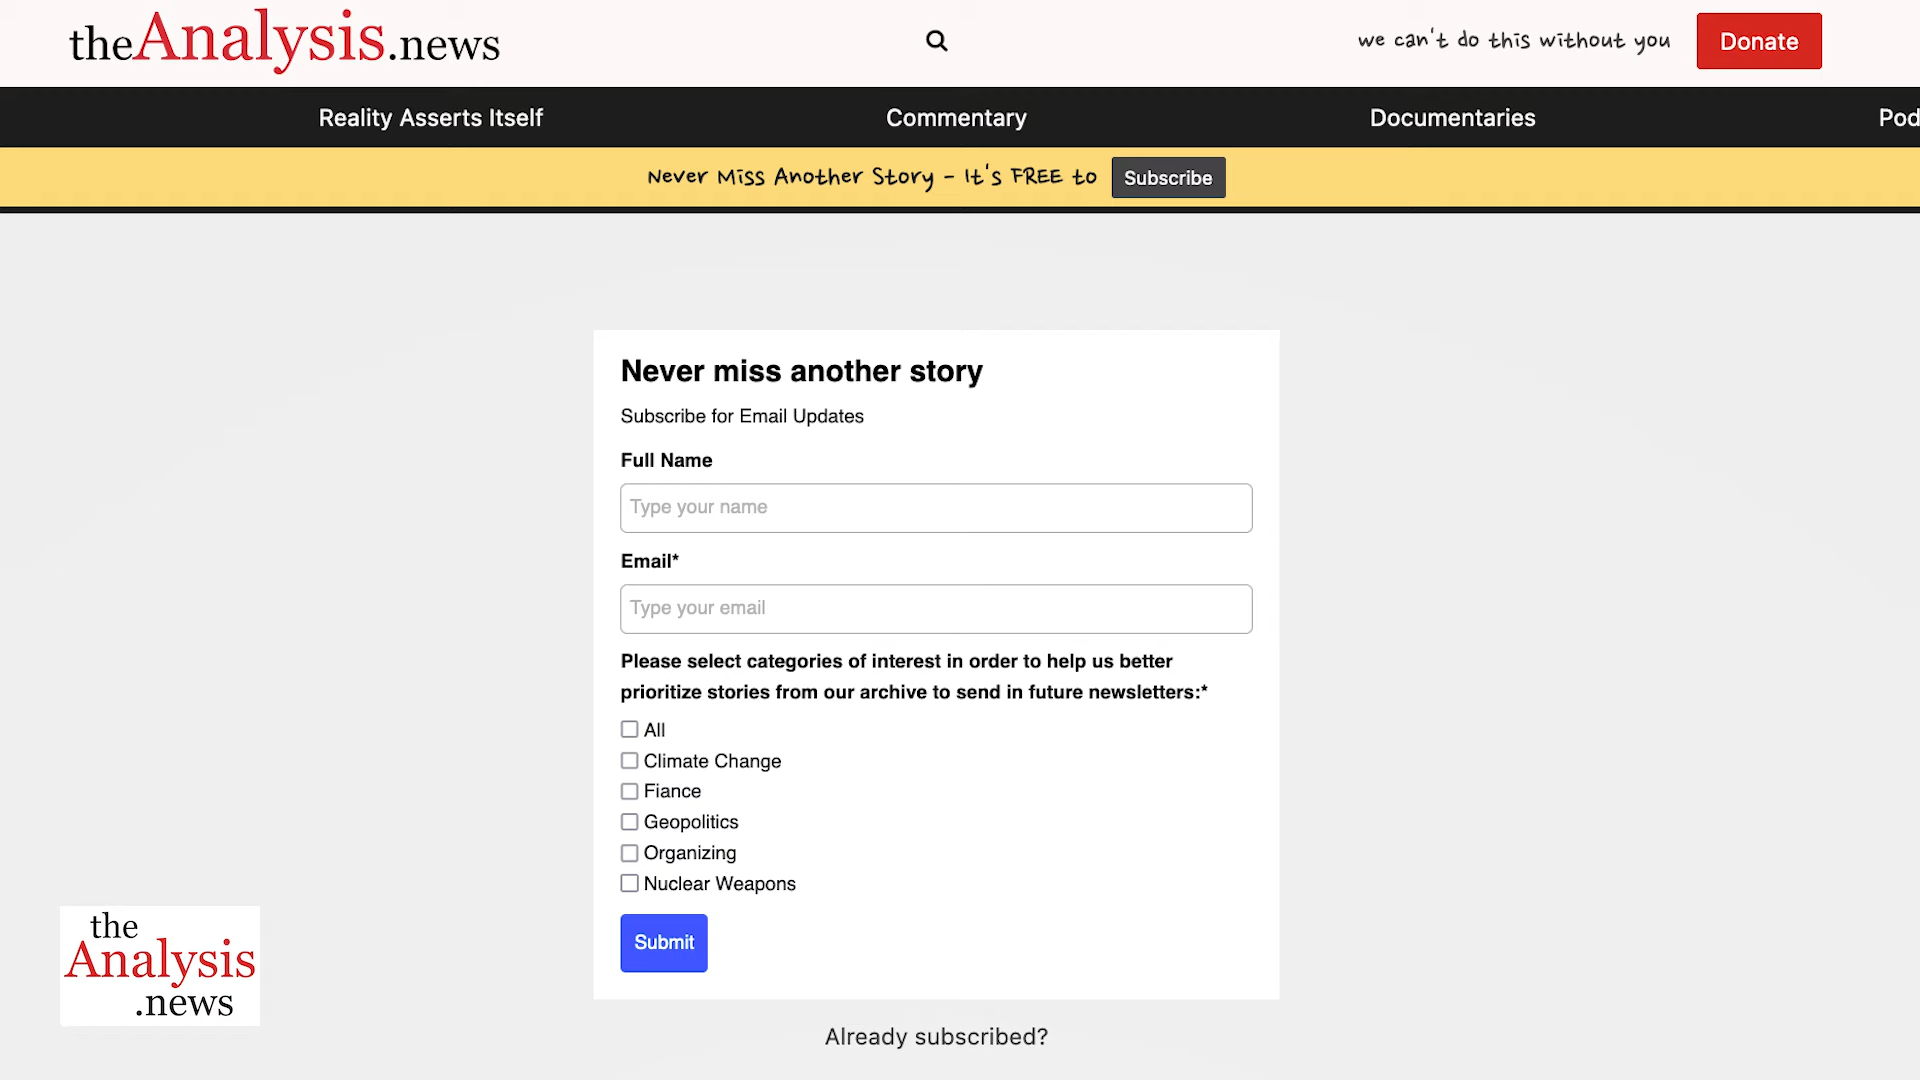 theAnalysis.news
we can't do this without you
Donate
Reality Asserts Itself
Commentary
Documentaries
Pod
Never Miss Another Story - It's FREE to
Subscribe
Never miss another story
Subscribe for Email Updates
Full Name
Type your name
Email*
Type your email
Please select categories of interest in order to help us better
prioritize stories from our archive to send in future newsletters:*
All
Climate Change
Fiance
Geopolitics
Organizing
Nuclear Weapons
Submit
Already subscribed?
the
Analysis
.news